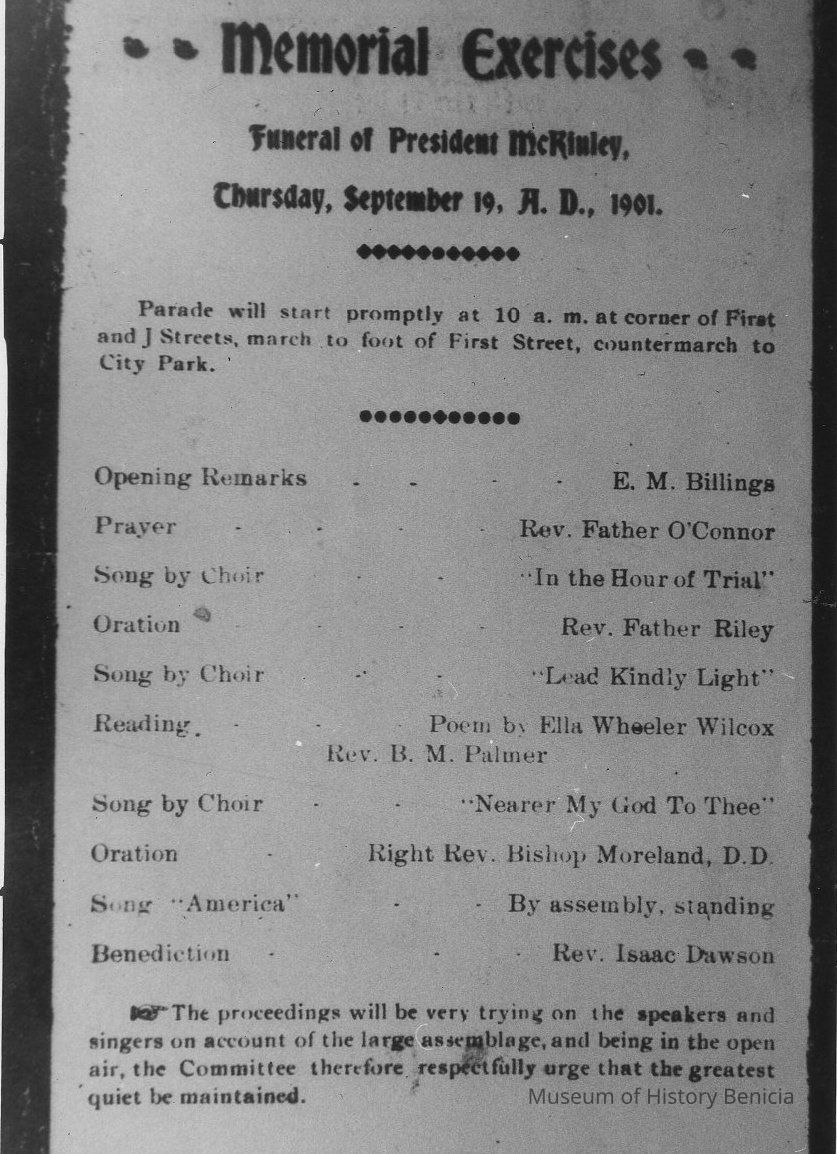 Memorial Exercises
Funeral of President McKinley,
Thursday, September 19, A. D., 1901.
Parade will start promptly at 10 a. m. at corner of First
and J Streets, march to foot of First Street, countermarch to
City Park.
Opening Remarks - - - - E. M. Billings
Prayer - - - - Rev. Father O'Connor
Song by Choir - - "In the Hour of Trial"
Oration - - - Rev. Father Riley
Song by Choir - - "Lead Kindly Light"
Reading. - - - Poem by Ella Wheeler Wilcox
Rev. B. M. Palmer
Song by Choir - - "Nearer My God To Thee"
Oration - Right Rev. Bishop Moreland, D.D.
Song "America" - - By assembly, standing
Benediction - - - Rev. Isaac Dawson
☞ The proceedings will be very trying on the speakers and
singers on account of the large assemblage, and being in the open
air, the Committee therefore respectfully urge that the greatest
quiet be maintained.
Museum of History Benicia